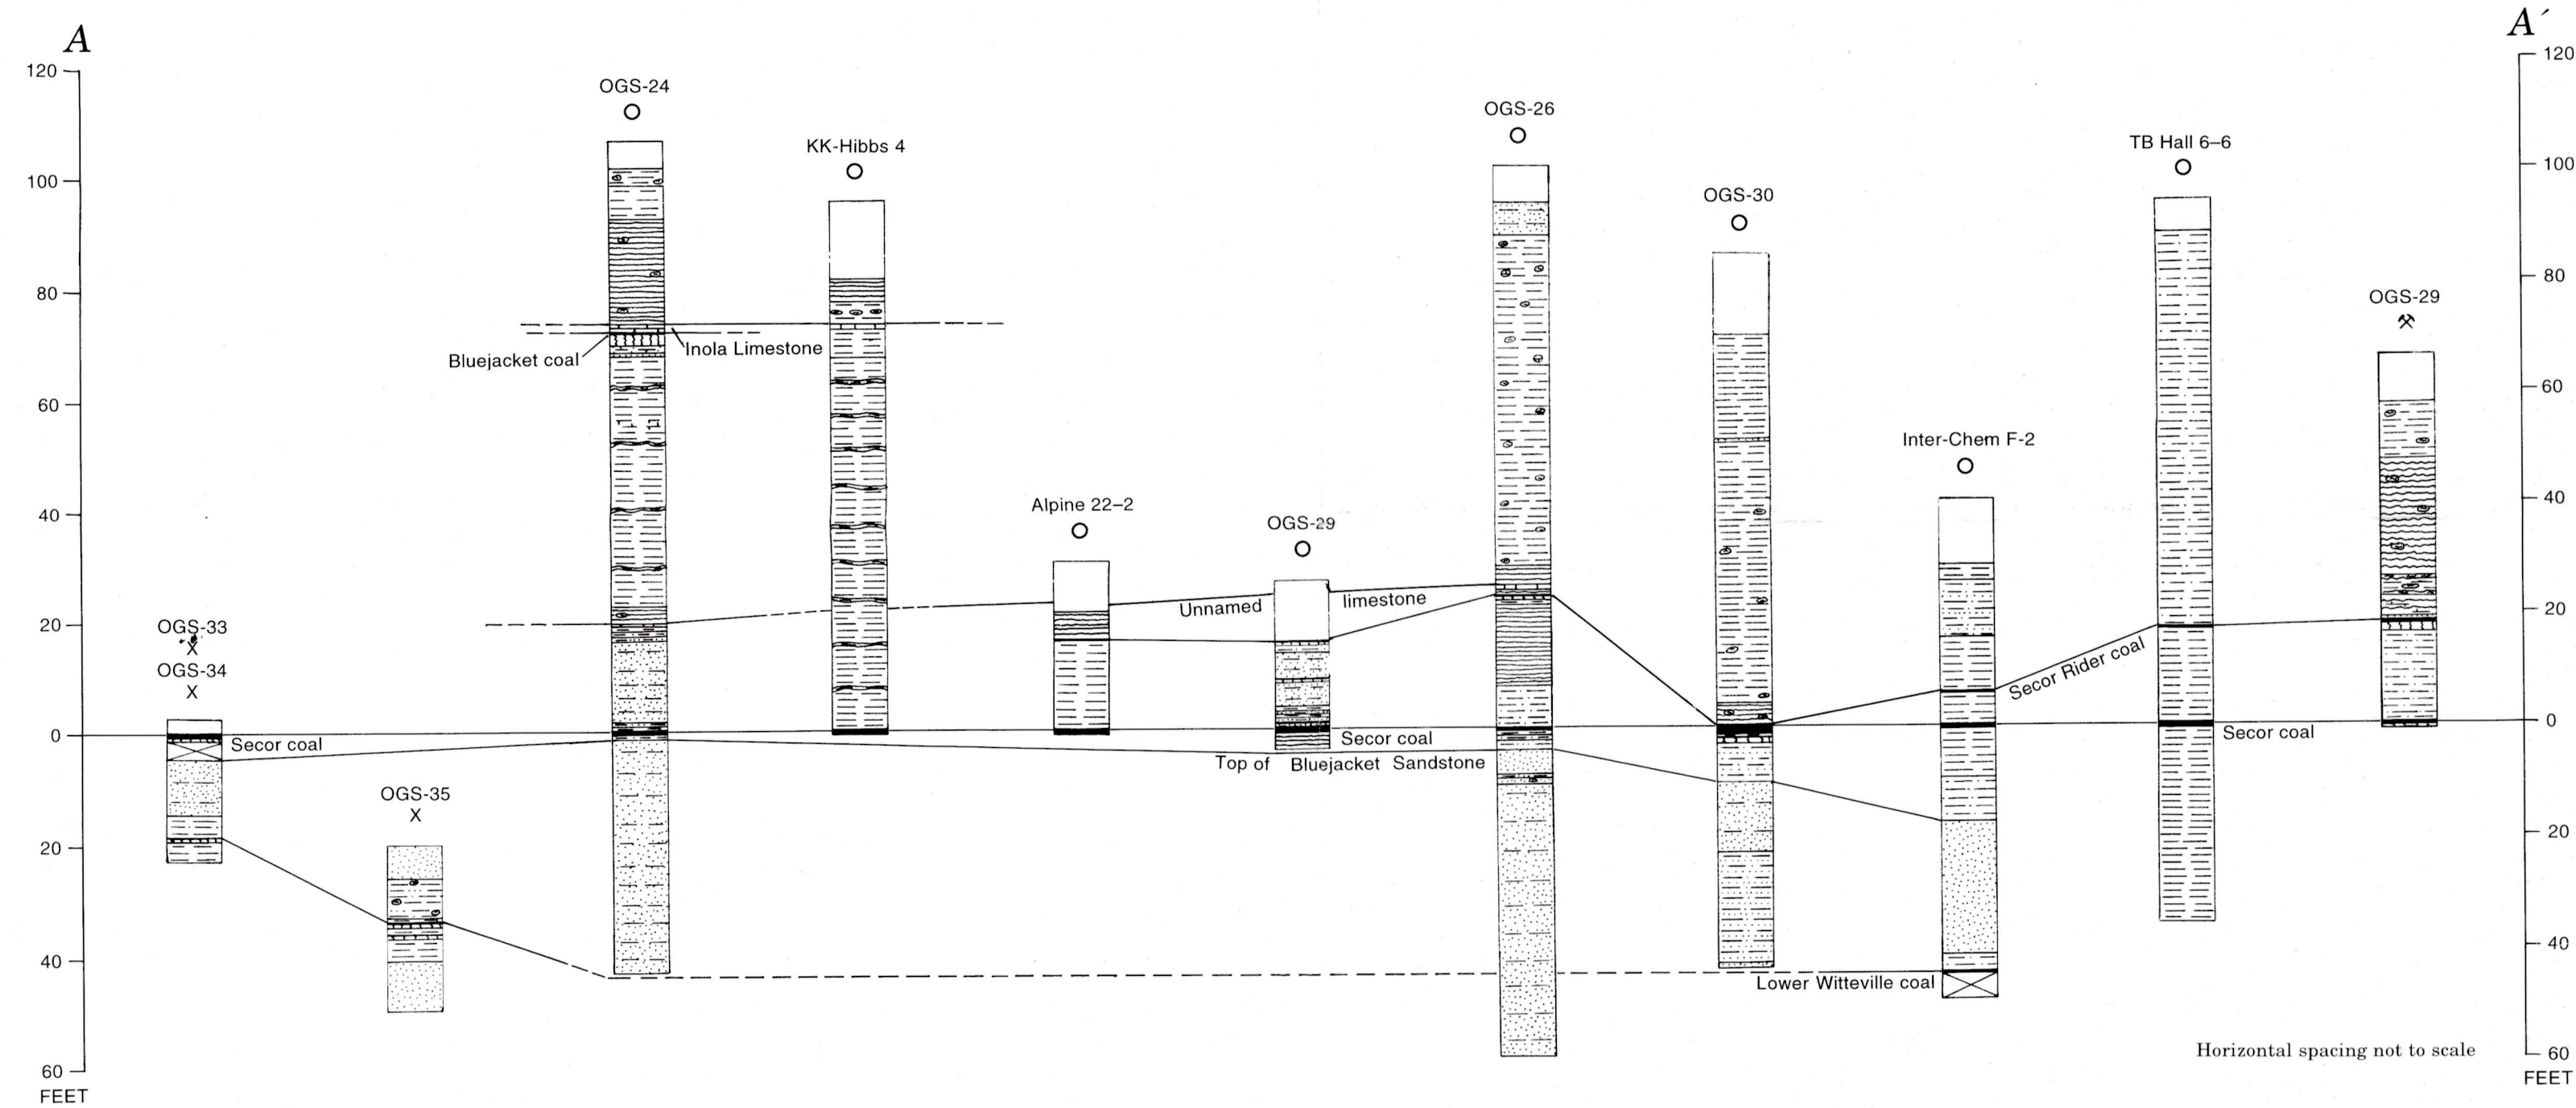 A
A´
120
100
80
60
40
20
0
20
40
60
FEET
OGS-33
X
OGS-34
X
Secor coal
OGS-35
X
OGS-24
Bluejacket coal
Inola Limestone
KK-Hibbs 4
Alpine 22–2
OGS-29
Unnamed limestone
Secor coal
Top of Bluejacket Sandstone
OGS-26
OGS-30
Inter-Chem F-2
Lower Witteville coal
Secor Rider coal
TB Hall 6–6
Secor coal
OGS-29
120
100
80
60
40
20
0
20
40
60
FEET
Horizontal spacing not to scale